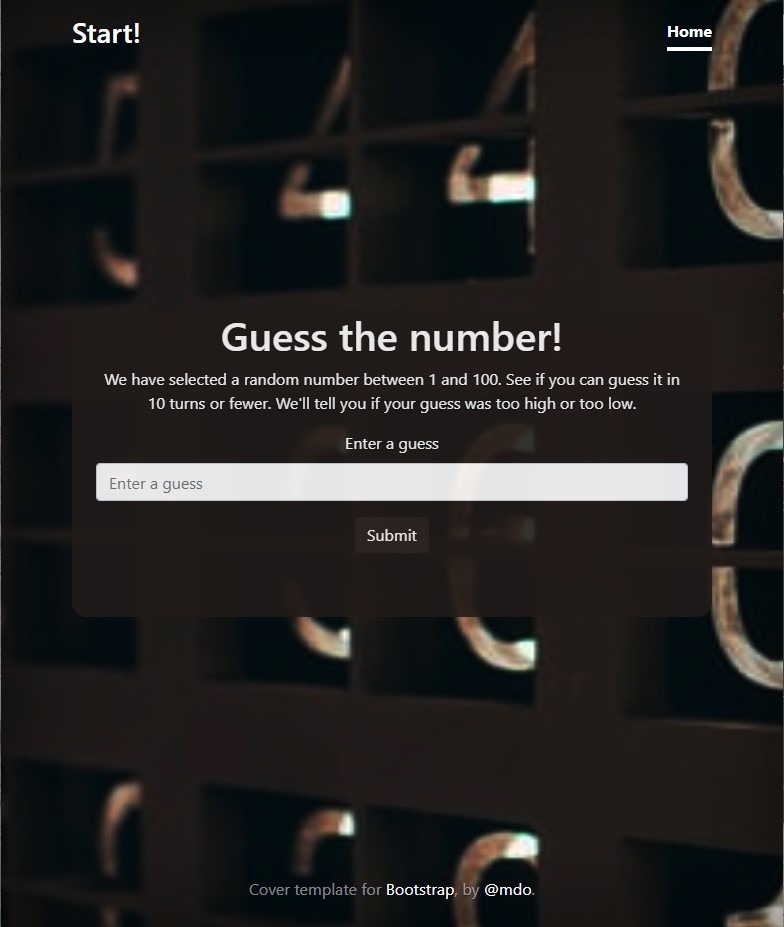 Start!
Home
Guess the number!
We have selected a random number between 1 and 100. See if you can guess it in
10 turns or fewer. We'll tell you if your guess was too high or too low.
Enter a guess
Enter a guess
Submit
Cover template for Bootstrap, by @mdo.